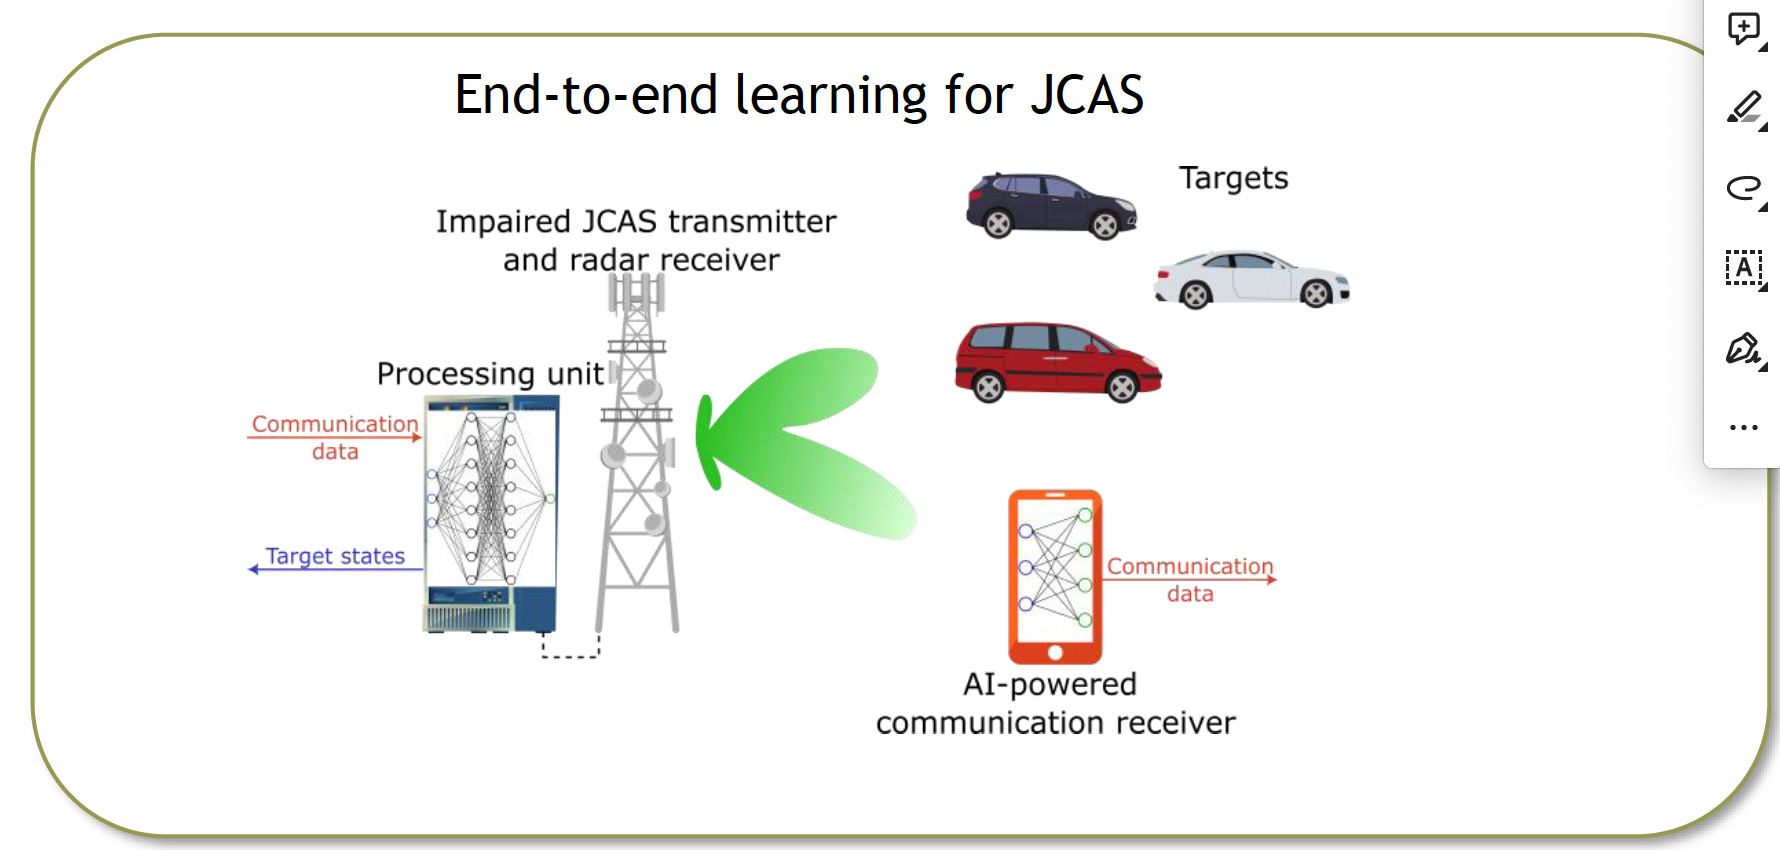 End-to-end learning for JCAS
Targets
Impaired JCAS transmitter
and radar receiver
Processing unit
Communication
data
Target states
Communication
data
AI-powered
communication receiver
A